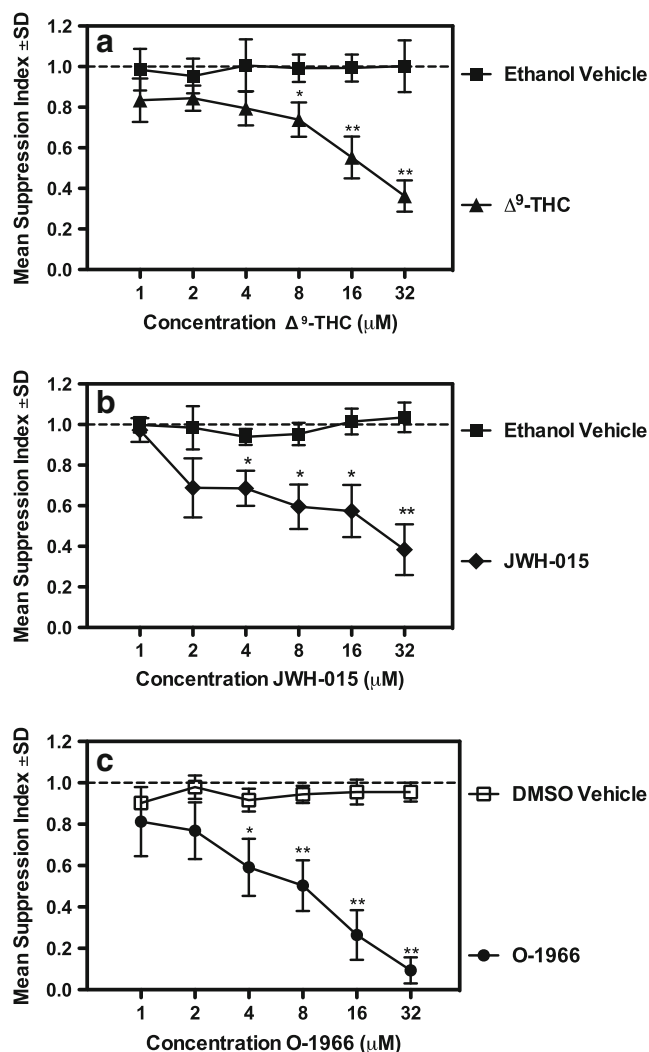 a
Mean Suppression Index ±SD
1.2
1.0
0.8
0.6
0.4
0.2
0.0
*
**
**
1 2 4 8 16 32
Concentration Δ⁹-THC (μM)
Ethanol Vehicle
Δ⁹-THC
b
Mean Suppression Index ±SD
1.2
1.0
0.8
0.6
0.4
0.2
0.0
*
*
*
**
1 2 4 8 16 32
Concentration JWH-015 (μM)
Ethanol Vehicle
JWH-015
c
Mean Suppression Index ±SD
1.2
1.0
0.8
0.6
0.4
0.2
0.0
*
**
**
**
1 2 4 8 16 32
Concentration O-1966 (μM)
DMSO Vehicle
O-1966